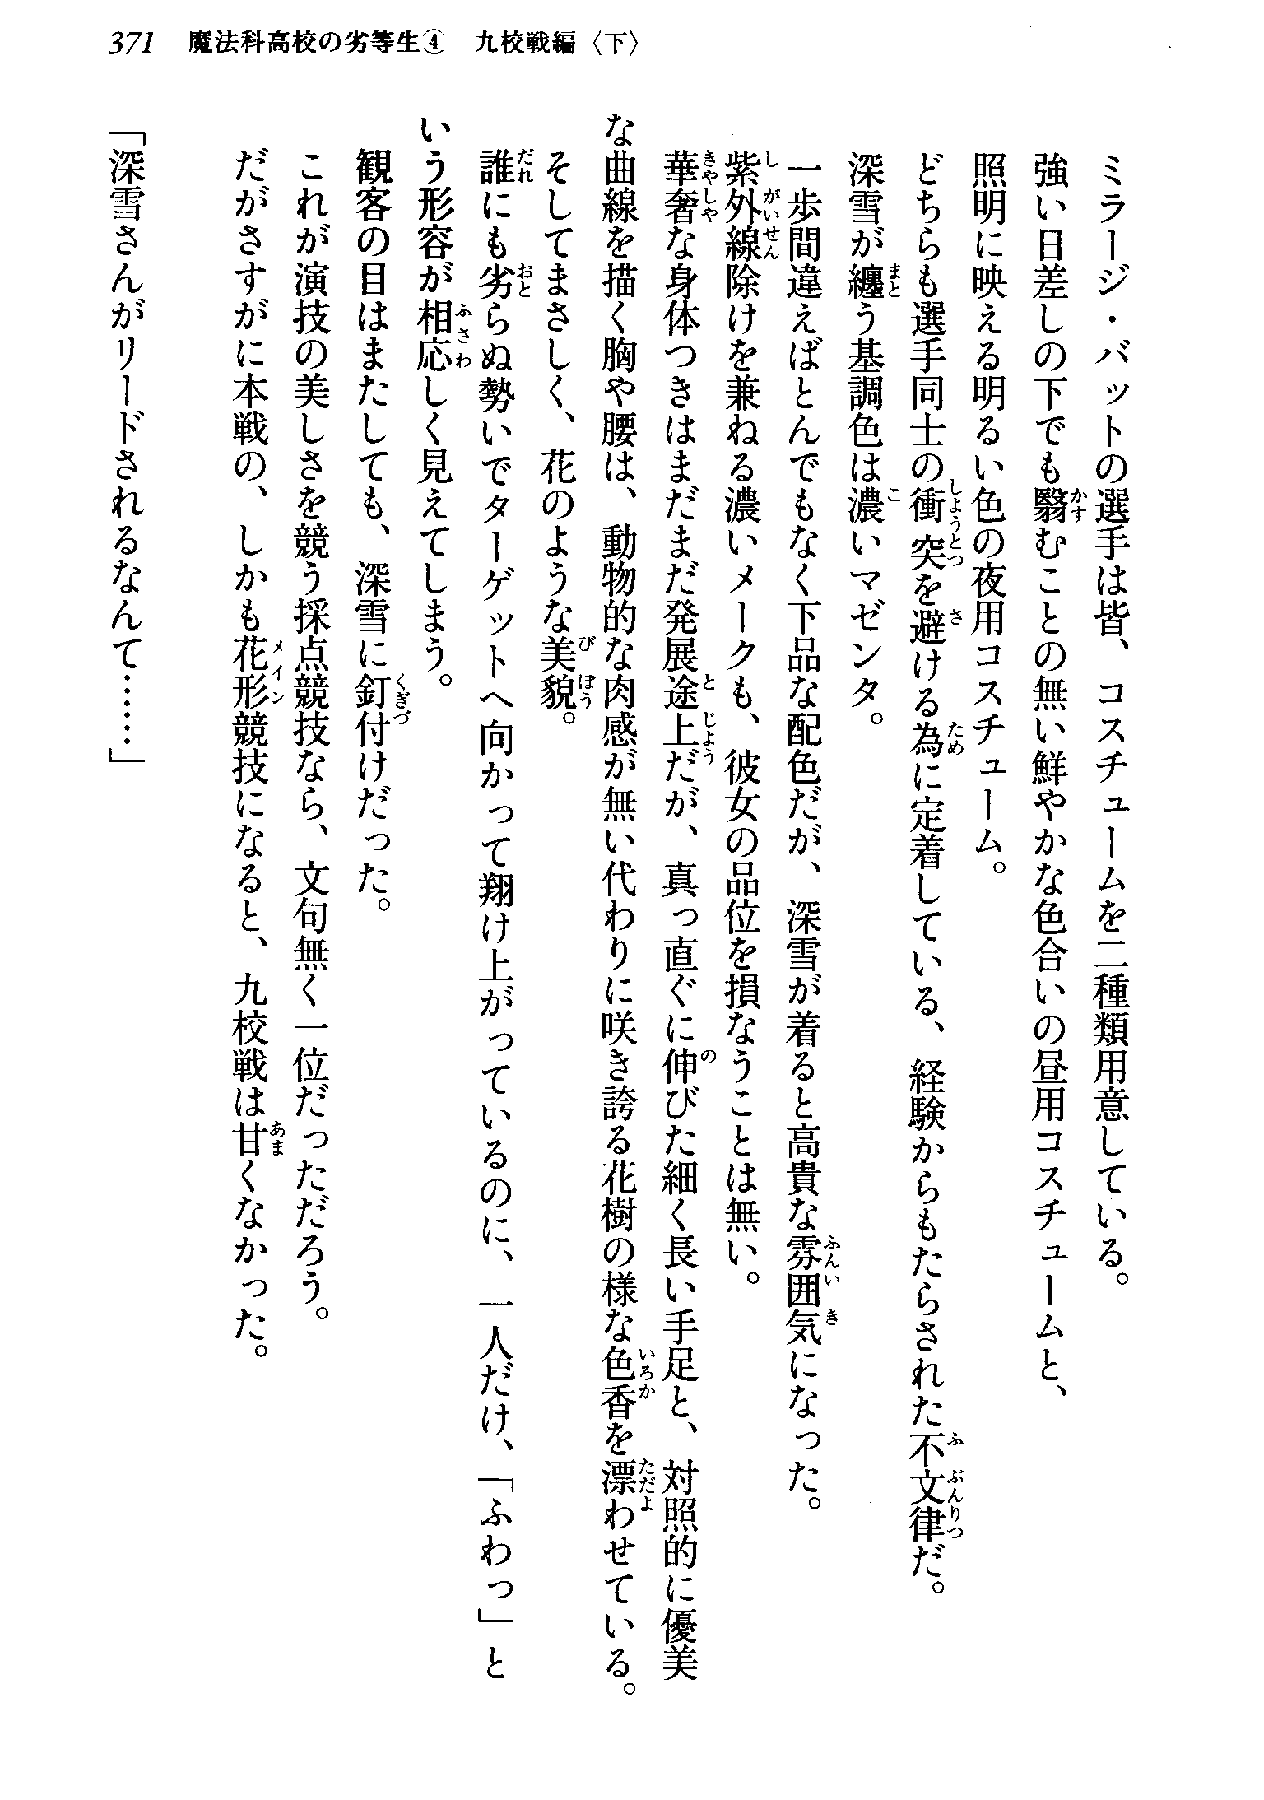 371 魔法科高校の劣等生④ 九校戦編〈下〉
ミラージ・バットの選手は皆、コスチュームを二種類用意している。
強い日差しの下でも翳むことの無い鮮やかな色合いの昼用コスチュームと、
照明に映える明るい色の夜用コスチューム。
どちらも選手同士の衝突を避ける為に定着している、経験からもたらされた不文律だ。
深雪が纏う基調色は濃いマゼンタ。
一歩間違えばとんでもなく下品な配色だが、深雪が着ると高貴な雰囲気になった。
紫外線除けを兼ねる濃いメークも、彼女の品位を損なうことは無い。
華奢な身体つきはまだまだ発展途上だが、真っ直ぐに伸びた細く長い手足と、対照的に優美
な曲線を描く胸や腰は、動物的な肉感が無い代わりに咲き誇る花樹の様な色香を漂わせている。
そしてまさしく、花のような美貌。
誰にも劣らぬ勢いでターゲットへ向かって翔け上がっているのに、一人だけ、「ふわっ」と
いう形容が相応しく見えてしまう。
観客の目はまたしても、深雪に釘付けだった。
これが演技の美しさを競う採点競技なら、文句無く一位だっただろう。
だがさすがに本戦の、しかも花形競技になると、九校戦は甘くなかった。
「深雪さんがリードされるなんて……」